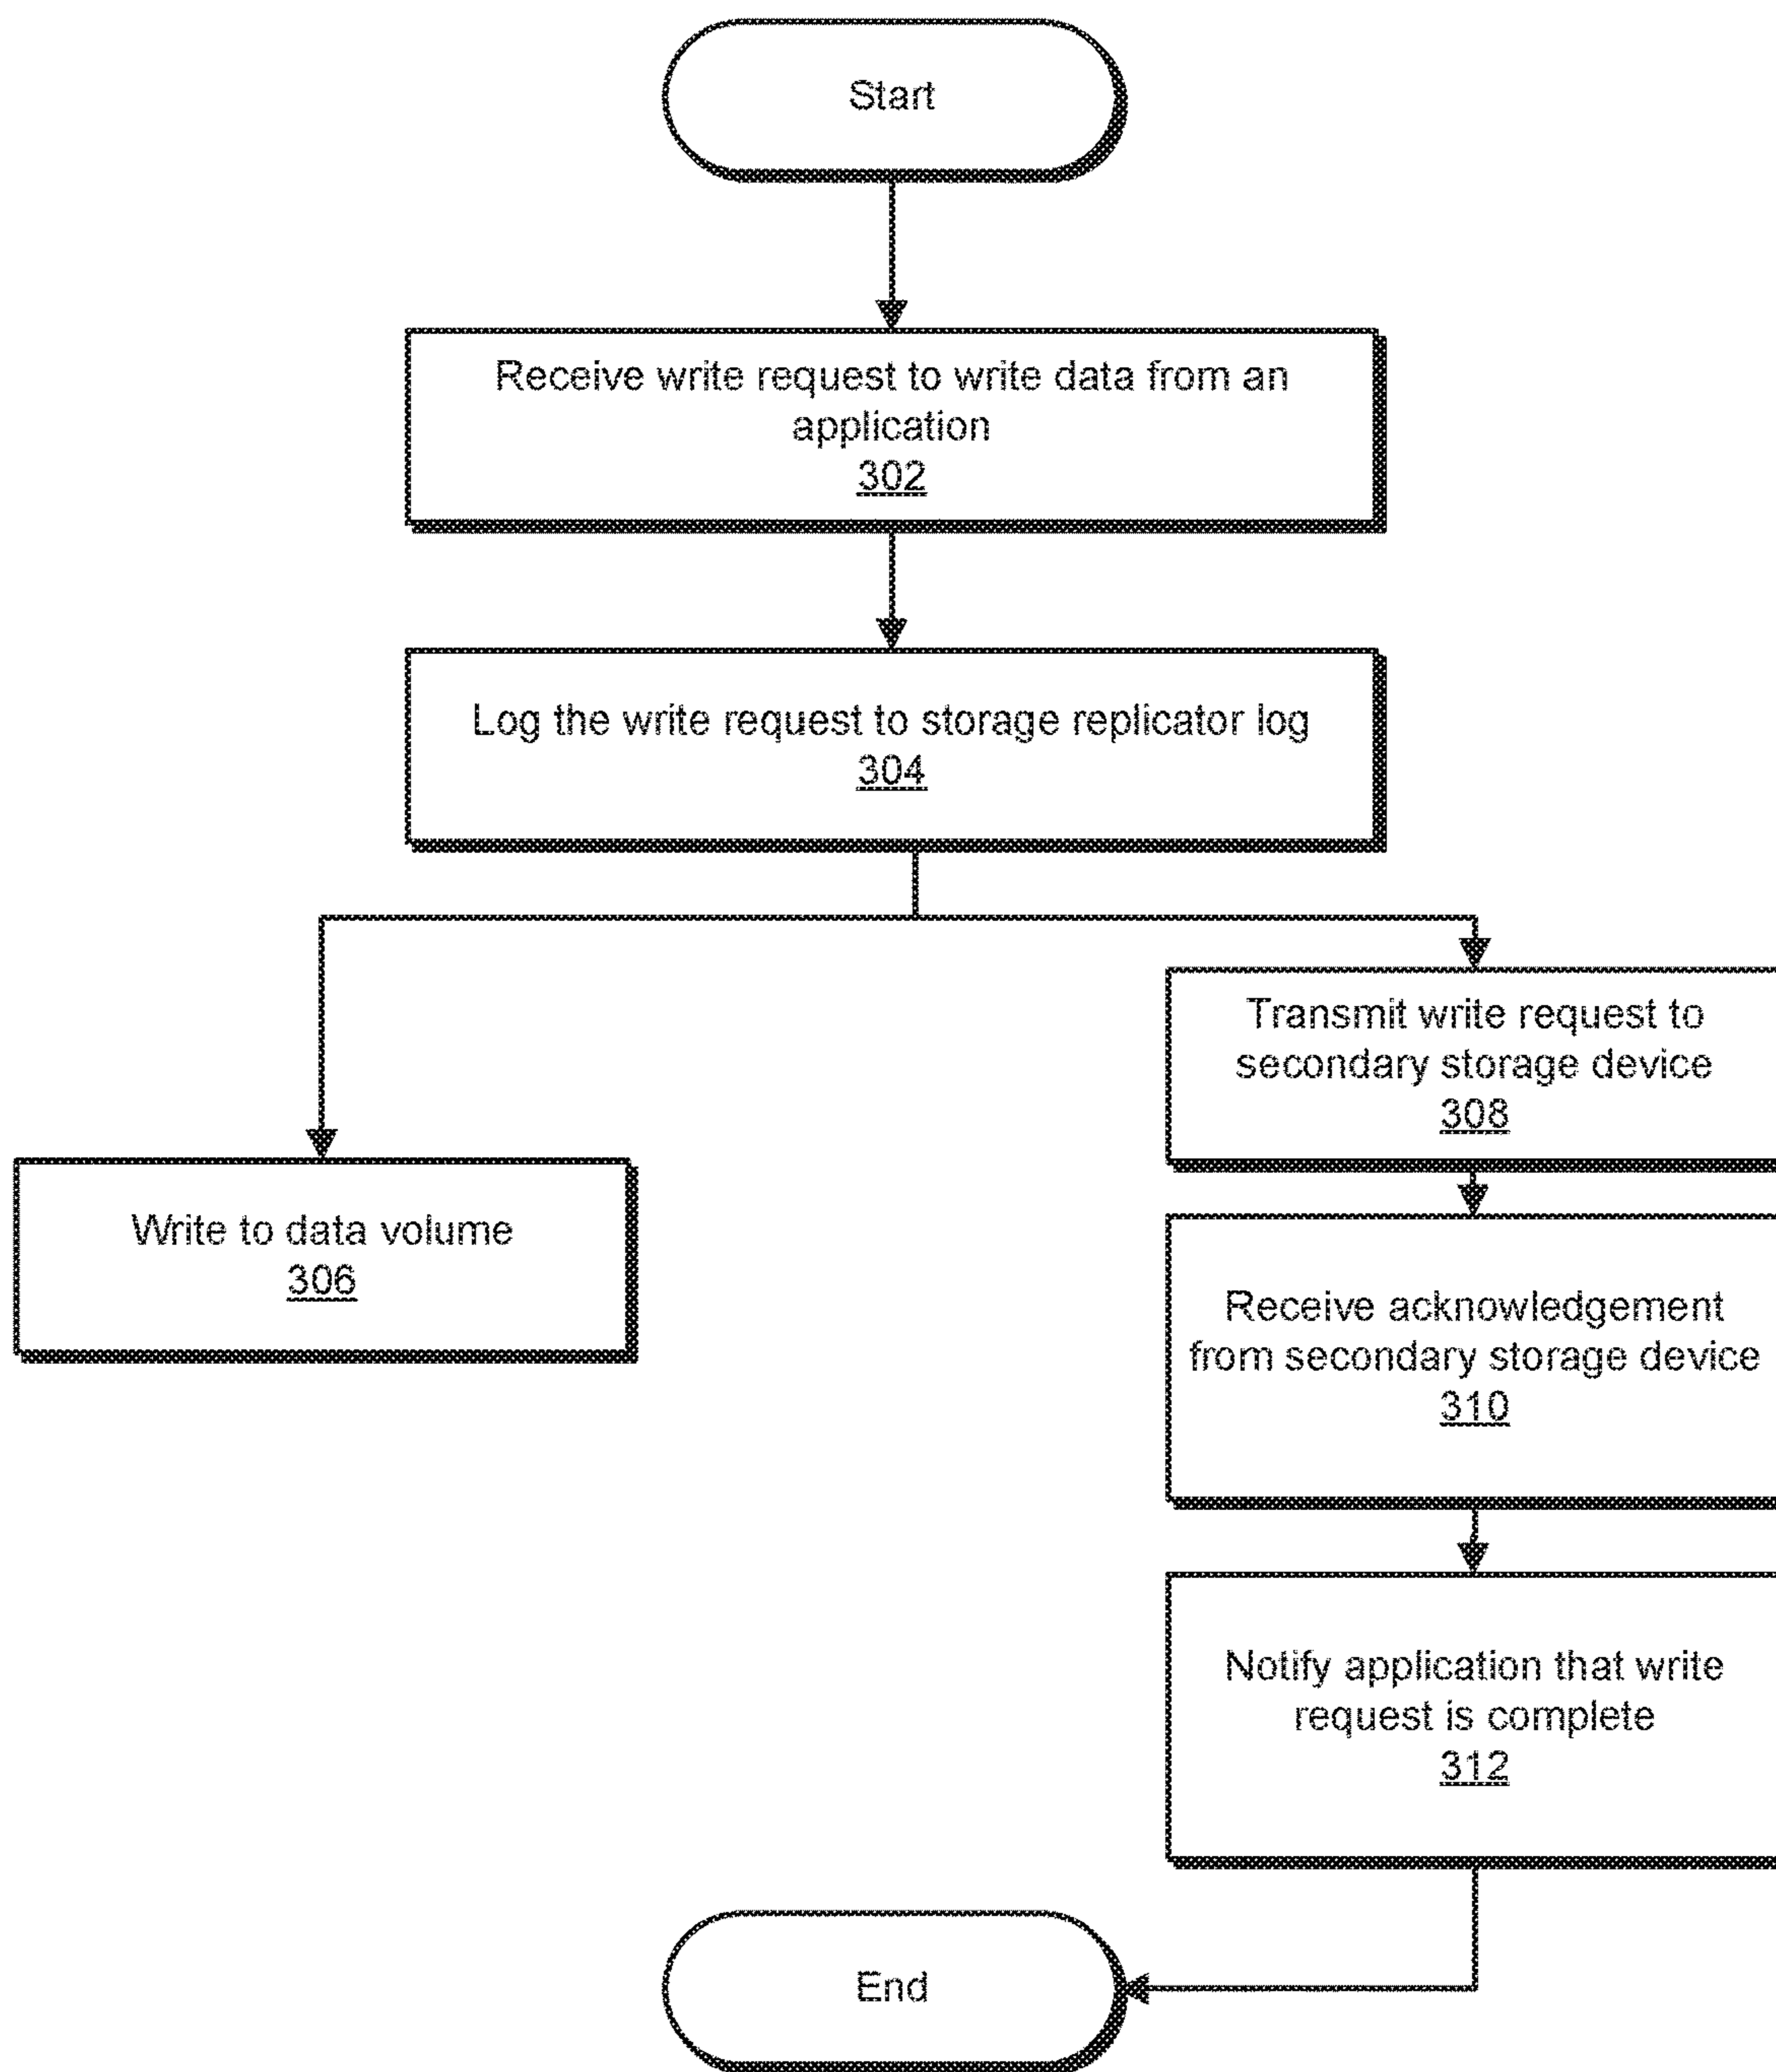 Start
Receive write request to write data from an
application
302
Log the write request to storage replicator log
304
Transmit write request to
secondary storage device
308
Write to data volume
306
Receive acknowledgement
from secondary storage device
310
Notify application that write
request is complete
312
End